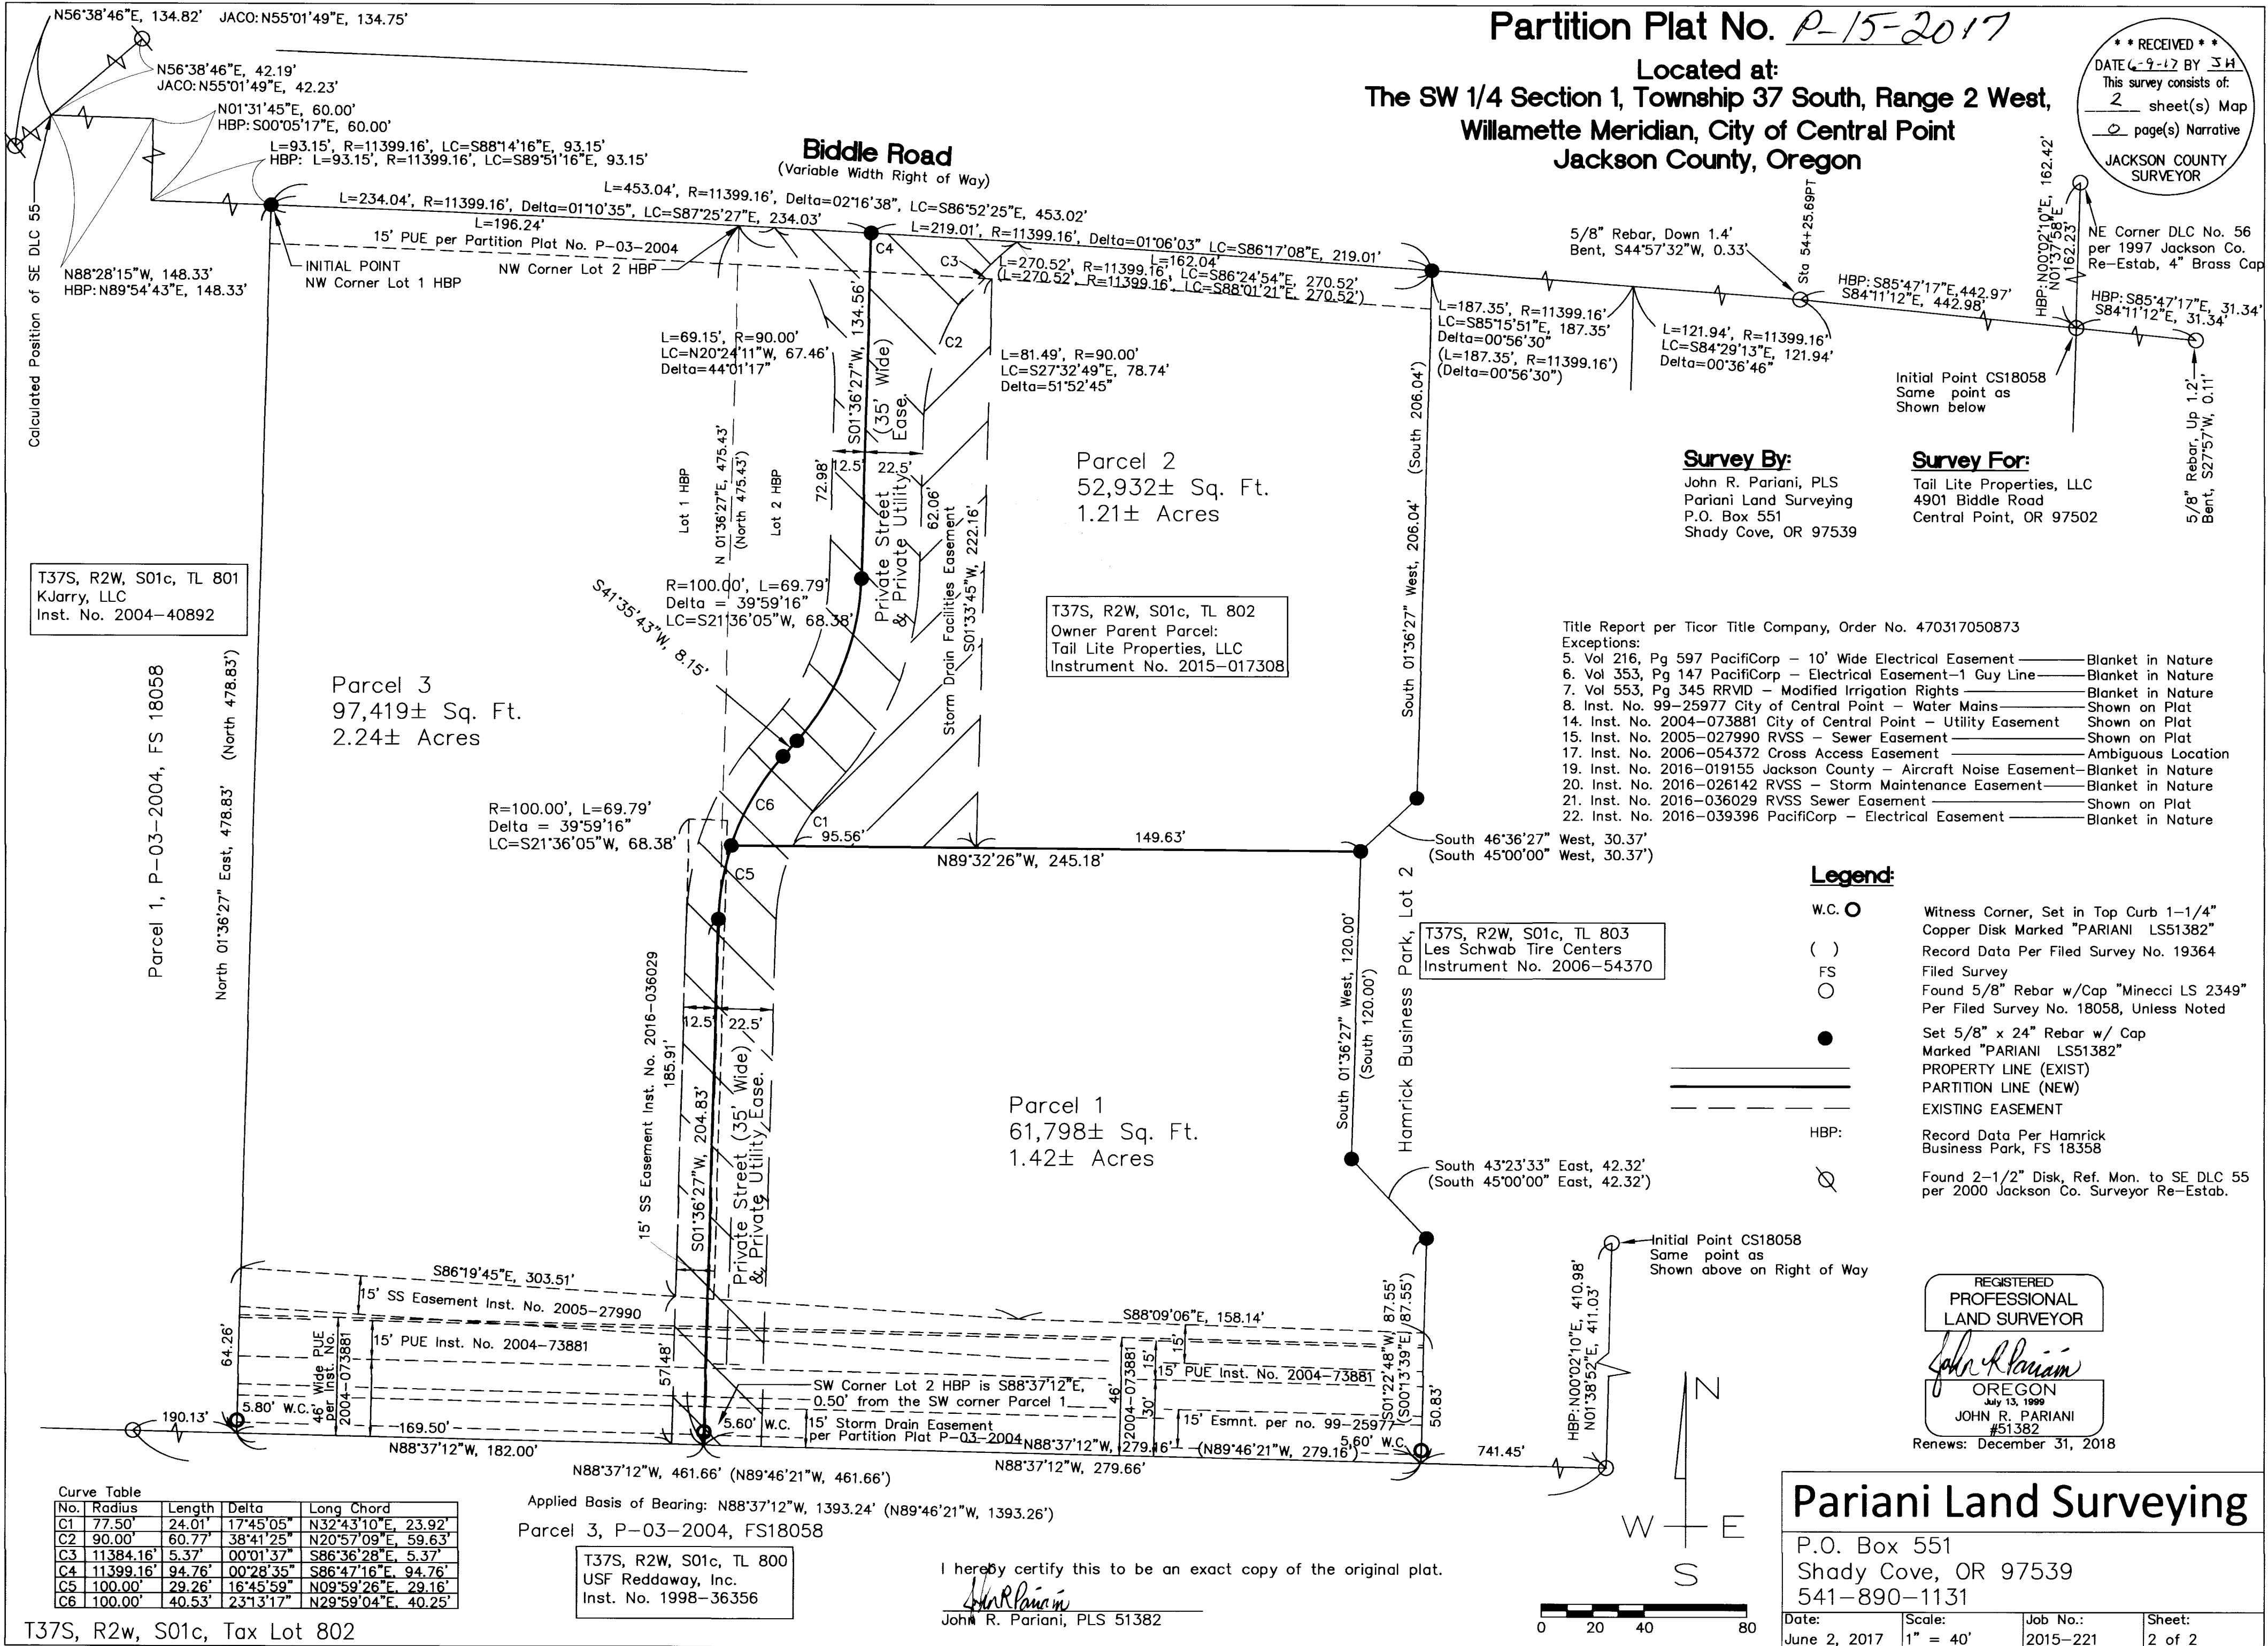 N56°38'46"E, 134.82' JACO: N55°01'49"E, 134.75'
N56°38'46"E, 42.19'
JACO: N55°01'49"E, 42.23'
N01°31'45"E, 60.00'
HBP: S00°05'17"E, 60.00'
L=93.15', R=11399.16', LC=S88°14'16"E, 93.15'
HBP: L=93.15', R=11399.16', LC=S89°51'16"E, 93.15'
Calculated Position of SE DLC 55
N88°28'15"W, 148.33'
HBP: N89°54'43"E, 148.33'
Partition Plat No. P-15-2017
Located at:
The SW 1/4 Section 1, Township 37 South, Range 2 West,
Willamette Meridian, City of Central Point
Jackson County, Oregon
* * RECEIVED * *
DATE 6-9-17 BY JH
This survey consists of:
2 sheet(s) Map
0 page(s) Narrative
JACKSON COUNTY
SURVEYOR
Biddle Road
(Variable Width Right of Way)
L=453.04', R=11399.16', Delta=02°16'38", LC=S86°52'25"E, 453.02'
L=234.04', R=11399.16', Delta=01°10'35", LC=S87°25'27"E, 234.03'
L=196.24'
15' PUE per Partition Plat No. P-03-2004
INITIAL POINT
NW Corner Lot 1 HBP
NW Corner Lot 2 HBP
C4
L=219.01', R=11399.16', Delta=01°06'03" LC=S86°17'08"E, 219.01'
C3
L=162.04'
L=270.52', R=11399.16', LC=S86°24'54"E, 270.52'
(L=270.52', R=11399.16', LC=S88°01'21"E, 270.52')
5/8" Rebar, Down 1.4'
Bent, S44°57'32"W, 0.33'
Sta 54+25.69PT
HBP: S85°47'17"E, 442.97'
S84°11'12"E, 442.98'
HBP: N00°02'10"E, 162.42'
N01°37'58"E
162.23'
NE Corner DLC No. 56
per 1997 Jackson Co.
Re-Estab, 4" Brass Cap
HBP: S85°47'17"E, 31.34'
S84°11'12"E, 31.34'
Initial Point CS18058
Same point as
Shown below
5/8" Rebar, Up 1.2'
Bent, S27°57'W, 0.11'
L=187.35', R=11399.16'
LC=S85°15'51"E, 187.35'
Delta=00°56'30"
(L=187.35', R=11399.16')
(Delta=00°56'30")
L=121.94', R=11399.16'
LC=S84°29'13"E, 121.94'
Delta=00°36'46"
L=69.15', R=90.00'
LC=N20°24'11"W, 67.46'
Delta=44°01'17"
S01°36'27"W, 134.56'
(35' Wide)
Ease.
C2
L=81.49', R=90.00'
LC=S27°32'49"E, 78.74'
Delta=51°52'45"
Lot 1 HBP
N 01°36'27"E, 475.43'
(North 475.43')
Lot 2 HBP
72.98'
12.5'
22.5'
62.06'
Private Street
& Private Utility
Storm Drain Facilities Easement
S01°33'45"W, 222.16'
Parcel 2
52,932± Sq. Ft.
1.21± Acres
South 01°36'27" West, 206.04' (South 206.04')
Survey By:
John R. Pariani, PLS
Pariani Land Surveying
P.O. Box 551
Shady Cove, OR 97539
Survey For:
Tail Lite Properties, LLC
4901 Biddle Road
Central Point, OR 97502
T37S, R2W, S01c, TL 801
KJarry, LLC
Inst. No. 2004-40892
Parcel 1, P-03-2004, FS 18058
North 01°36'27" East, 478.83' (North 478.83')
R=100.00', L=69.79'
Delta = 39°59'16"
LC=S21°36'05"W, 68.38'
S41°35'43"W, 8.15'
T37S, R2W, S01c, TL 802
Owner Parent Parcel:
Tail Lite Properties, LLC
Instrument No. 2015-017308
Parcel 3
97,419± Sq. Ft.
2.24± Acres
Title Report per Ticor Title Company, Order No. 470317050873
Exceptions:
5. Vol 216, Pg 597 PacifiCorp - 10' Wide Electrical Easement Blanket in Nature
6. Vol 353, Pg 147 PacifiCorp - Electrical Easement-1 Guy Line Blanket in Nature
7. Vol 553, Pg 345 RRVID - Modified Irrigation Rights Blanket in Nature
8. Inst. No. 99-25977 City of Central Point - Water Mains Shown on Plat
14. Inst. No. 2004-073881 City of Central Point - Utility Easement Shown on Plat
15. Inst. No. 2005-027990 RVSS - Sewer Easement Shown on Plat
17. Inst. No. 2006-054372 Cross Access Easement Ambiguous Location
19. Inst. No. 2016-019155 Jackson County - Aircraft Noise Easement Blanket in Nature
20. Inst. No. 2016-026142 RVSS - Storm Maintenance Easement Blanket in Nature
21. Inst. No. 2016-036029 RVSS Sewer Easement Shown on Plat
22. Inst. No. 2016-039396 PacifiCorp - Electrical Easement Blanket in Nature
R=100.00', L=69.79'
Delta = 39°59'16"
LC=S21°36'05"W, 68.38'
C6
C1
C5
95.56'
149.63'
N89°32'26"W, 245.18'
South 46°36'27" West, 30.37'
(South 45°00'00" West, 30.37')
South 01°36'27" West, 120.00'
(South 120.00')
Hamrick Business Park, Lot 2
T37S, R2W, S01c, TL 803
Les Schwab Tire Centers
Instrument No. 2006-54370
Legend:
W.C. Witness Corner, Set in Top Curb 1-1/4"
Copper Disk Marked "PARIANI LS51382"
( ) Record Data Per Filed Survey No. 19364
FS Filed Survey
Found 5/8" Rebar w/Cap "Minecci LS 2349"
Per Filed Survey No. 18058, Unless Noted
Set 5/8" x 24" Rebar w/ Cap
Marked "PARIANI LS51382"
PROPERTY LINE (EXIST)
PARTITION LINE (NEW)
EXISTING EASEMENT
HBP: Record Data Per Hamrick
Business Park, FS 18358
Found 2-1/2" Disk, Ref. Mon. to SE DLC 55
per 2000 Jackson Co. Surveyor Re-Estab.
15' SS Easement Inst. No. 2016-036029
185.91'
12.5'
22.5'
S01°36'27"W, 204.83'
Private Street (35' Wide)
& Private Utility Ease.
Parcel 1
61,798± Sq. Ft.
1.42± Acres
South 43°23'33" East, 42.32'
(South 45°00'00" East, 42.32')
Initial Point CS18058
Same point as
Shown above on Right of Way
HBP: N00°02'10"E, 410.98'
N01°38'52"E, 411.03'
S86°19'45"E, 303.51'
15' SS Easement Inst. No. 2005-27990
S88°09'06"E, 158.14'
64.26'
46' Wide PUE
per Inst. No.
2004-073881
15' PUE Inst. No. 2004-73881
57.48'
46'
2004-073881
30'
15'
15'
15' PUE Inst. No. 2004-73881
S01°22'48"W, 87.55'
(S00°13'39"E, 87.55')
50.83'
SW Corner Lot 2 HBP is S88°37'12"E,
0.50' from the SW corner Parcel 1
190.13'
5.80' W.C.
169.50'
5.60' W.C.
15' Storm Drain Easement
per Partition Plat P-03-2004
15' Esmnt. per no. 99-25977
5.60' W.C.
N88°37'12"W, 279.16' (N89°46'21"W, 279.16')
741.45'
N88°37'12"W, 182.00'
N88°37'12"W, 461.66' (N89°46'21"W, 461.66')
N88°37'12"W, 279.66'
Applied Basis of Bearing: N88°37'12"W, 1393.24' (N89°46'21"W, 1393.26')
Parcel 3, P-03-2004, FS18058
T37S, R2W, S01c, TL 800
USF Reddaway, Inc.
Inst. No. 1998-36356
Curve Table
No. Radius Length Delta Long Chord
C1 77.50' 24.01' 17°45'05" N32°43'10"E, 23.92'
C2 90.00' 60.77' 38°41'25" N20°57'09"E, 59.63'
C3 11384.16' 5.37' 00°01'37" S86°36'28"E, 5.37'
C4 11399.16' 94.76' 00°28'35" S86°47'16"E, 94.76'
C5 100.00' 29.26' 16°45'59" N09°59'26"E, 29.16'
C6 100.00' 40.53' 23°13'17" N29°59'04"E, 40.25'
T37S, R2w, S01c, Tax Lot 802
I hereby certify this to be an exact copy of the original plat.
John R Pariani
John R. Pariani, PLS 51382
N
W E
S
0 20 40 80
REGISTERED
PROFESSIONAL
LAND SURVEYOR
John R Pariani
OREGON
July 13, 1999
JOHN R. PARIANI
#51382
Renews: December 31, 2018
Pariani Land Surveying
P.O. Box 551
Shady Cove, OR 97539
541-890-1131
Date: Scale: Job No.: Sheet:
June 2, 2017 1" = 40' 2015-221 2 of 2